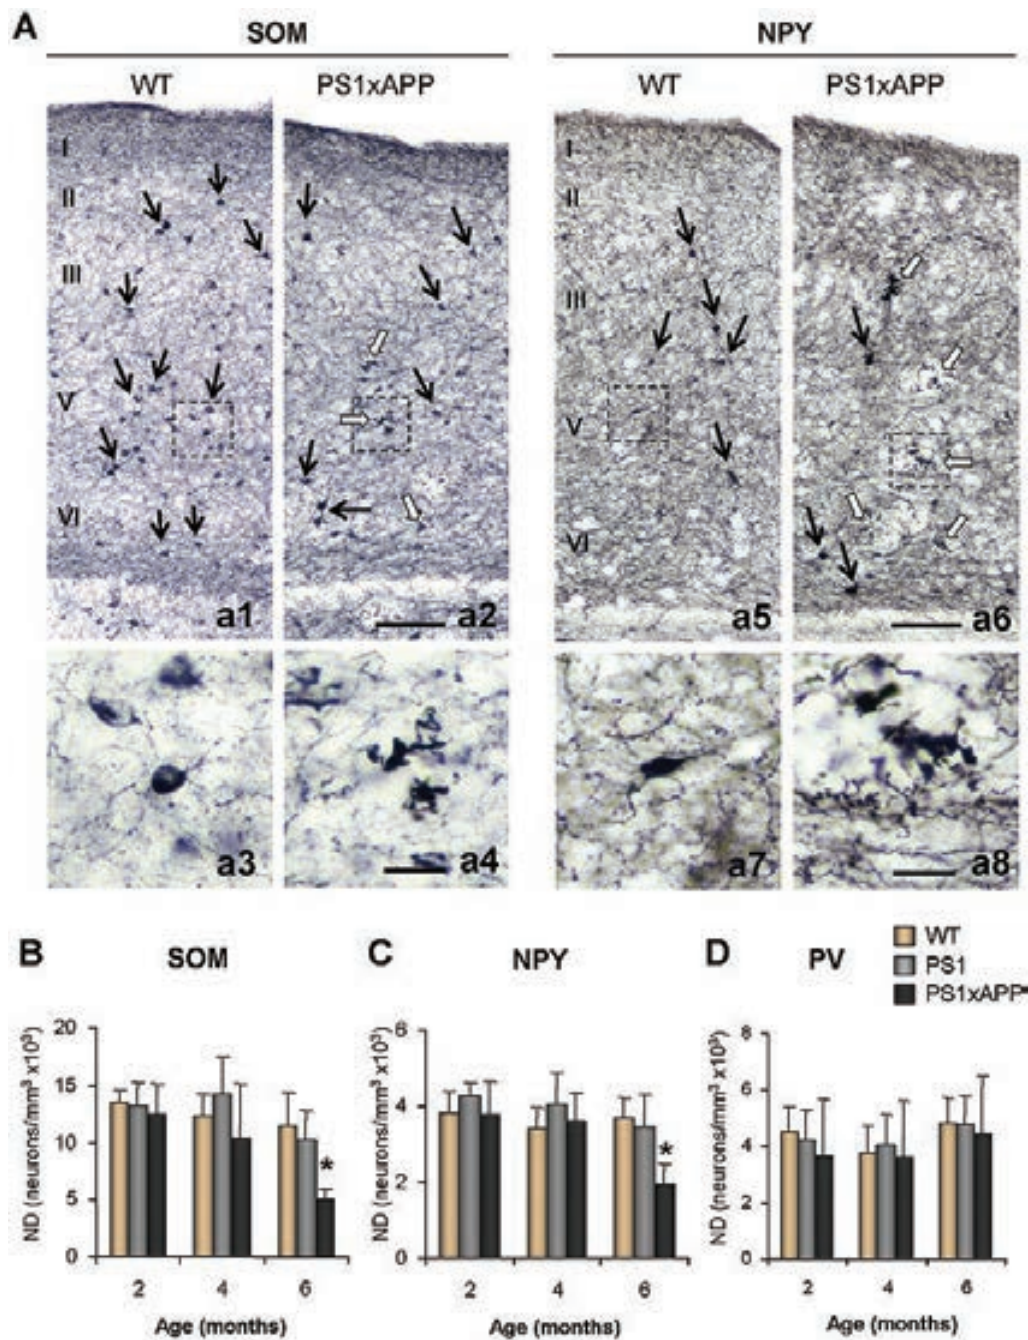 A
SOM NPY
WT PS1xAPP WT PS1xAPP
I I
II II
III III
V V
VI VI
a1 a2 a5 a6
a3 a4 a7 a8
B SOM C NPY D PV
WT
PS1
PS1xAPP
ND (neurons/mm³ x10³)
20
15
10
5
0
2 4 6
Age (months)
ND (neurons/mm³ x10³)
6
4
2
0
*
2 4 6
Age (months)
ND (neurons/mm³ x10³)
8
6
4
2
0
2 4 6
Age (months)
*